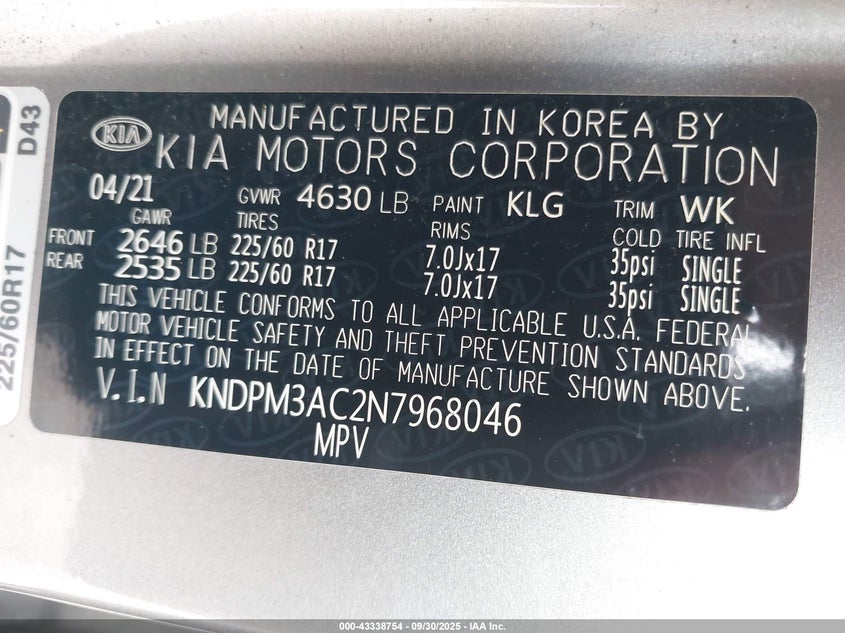 D43
225/60R17
KIA
MANUFACTURED IN KOREA BY
KIA MOTORS CORPORATION
04/21 GVWR 4630 LB PAINT KLG TRIM WK
GAWR TIRES RIMS COLD TIRE INFL
FRONT 2646 LB 225/60 R17 7.0Jx17 35psi SINGLE
REAR 2535 LB 225/60 R17 7.0Jx17 35psi SINGLE
THIS VEHICLE CONFORMS TO ALL APPLICABLE U.S.A. FEDERAL
MOTOR VEHICLE SAFETY AND THEFT PREVENTION STANDARDS
IN EFFECT ON THE DATE OF MANUFACTURE SHOWN ABOVE.
V.I.N KNDPM3AC2N7968046
MPV
000-43338754 — 09/30/2025 — IAA Inc.